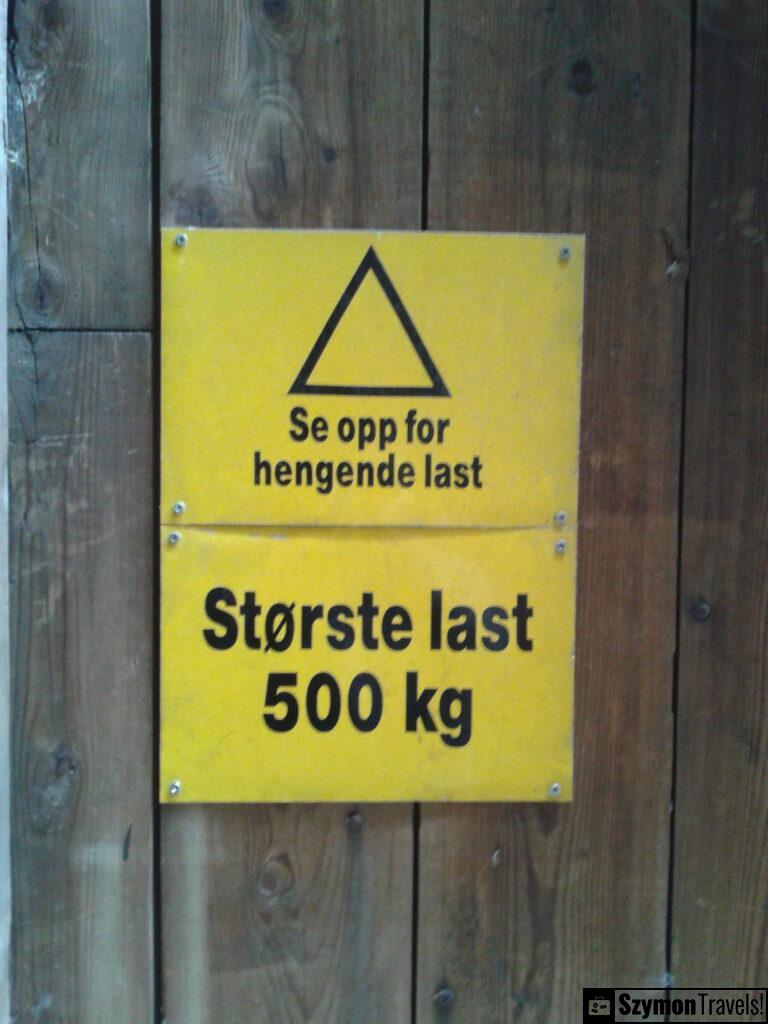 Se opp for
hengende last
Største last
500 kg
SzymonTravels!